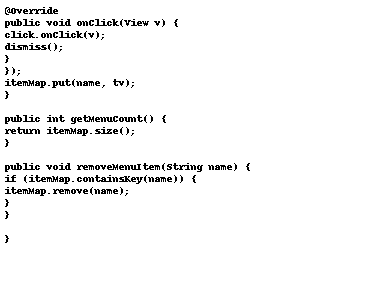 @Override
public void onClick(View v) {
click.onClick(v);
dismiss();
}
});
itemMap.put(name, tv);
}

public int getMenuCount() {
return itemMap.size();
}

public void removeMenuItem(String name) {
if (itemMap.containsKey(name)) {
itemMap.remove(name);
}
}

}